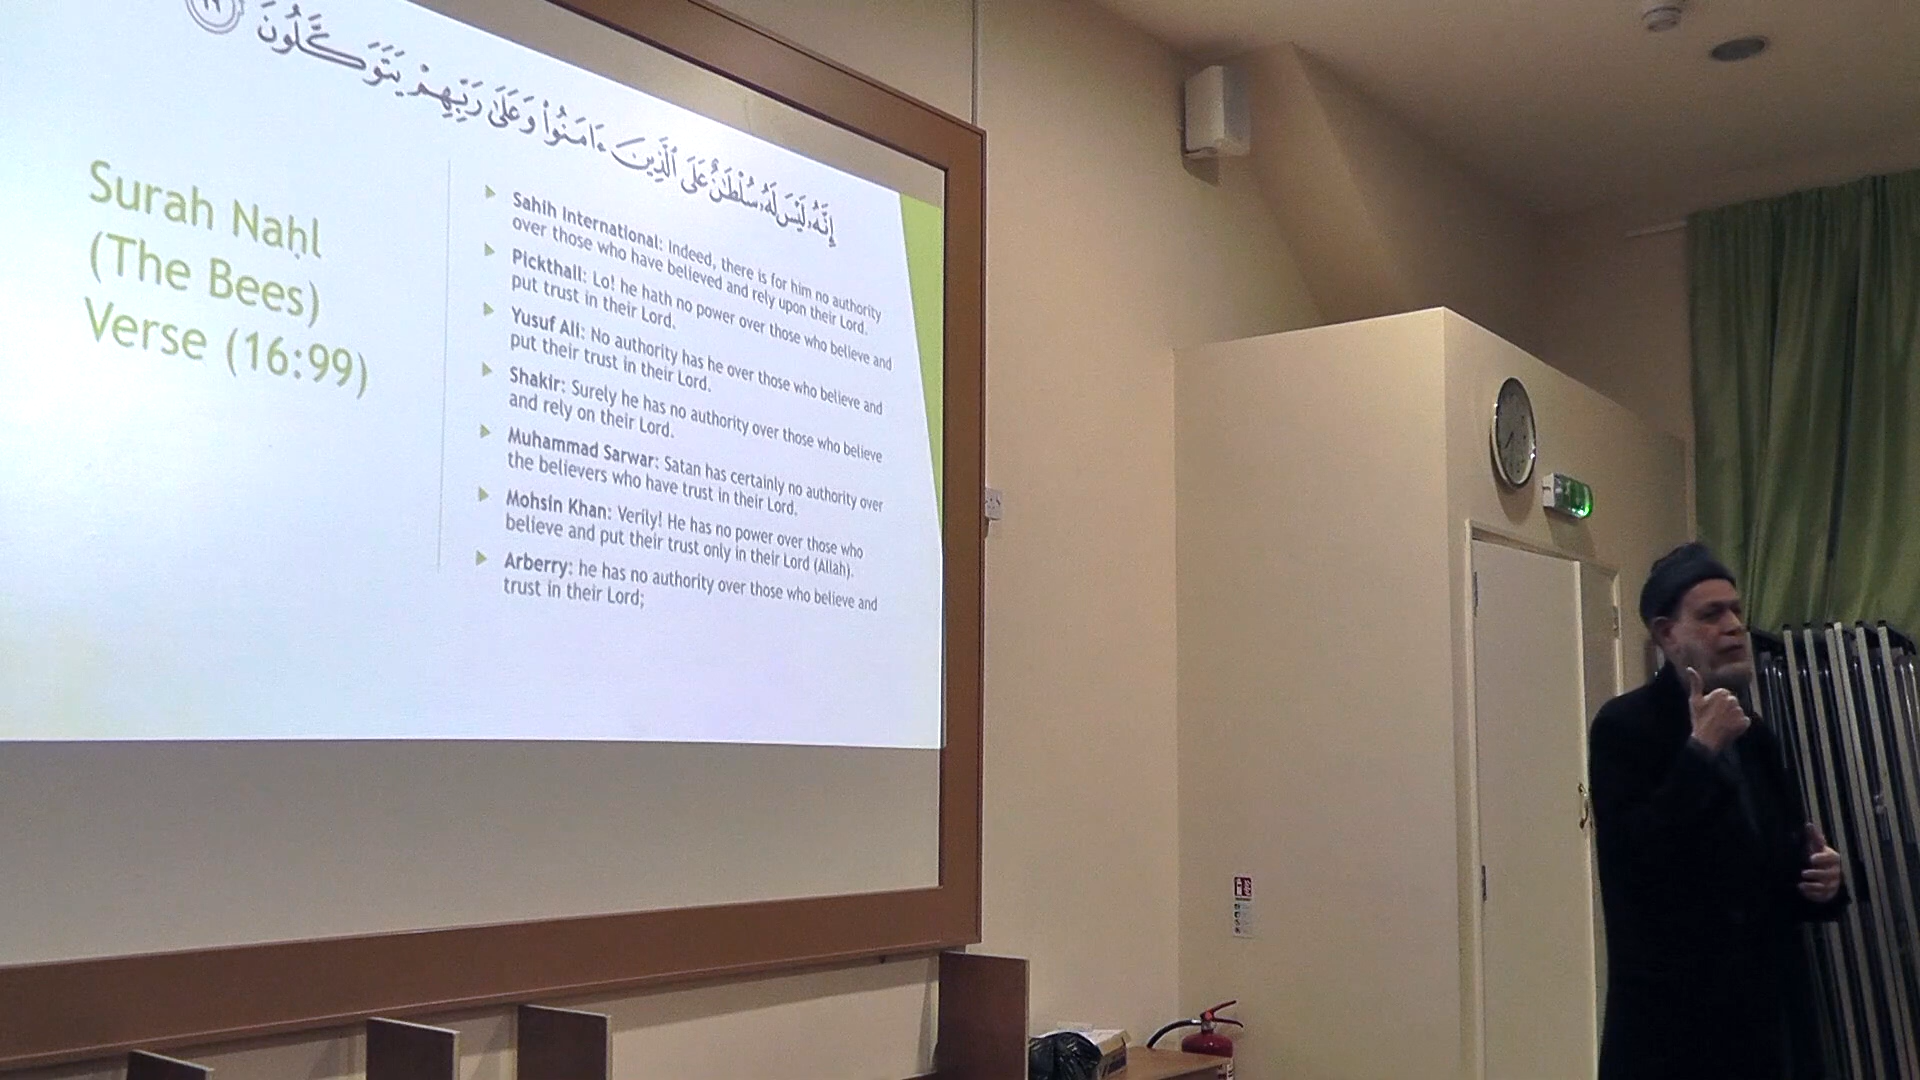 إِنَّهُۥ لَيْسَ لَهُۥ سُلْطَـٰنٌ عَلَى ٱلَّذِينَ ءَامَنُوا۟ وَعَلَىٰ رَبِّهِمْ يَتَوَكَّلُونَ
Surah Naḥl
(The Bees)
Verse (16:99)
Sahih International: Indeed, there is for him no authority
over those who have believed and rely upon their Lord.
Pickthall: Lo! he hath no power over those who believe and
put trust in their Lord.
Yusuf Ali: No authority has he over those who believe and
put their trust in their Lord.
Shakir: Surely he has no authority over those who believe
and rely on their Lord.
Muhammad Sarwar: Satan has certainly no authority over
the believers who have trust in their Lord.
Mohsin Khan: Verily! He has no power over those who
believe and put their trust only in their Lord (Allah).
Arberry: he has no authority over those who believe and
trust in their Lord;